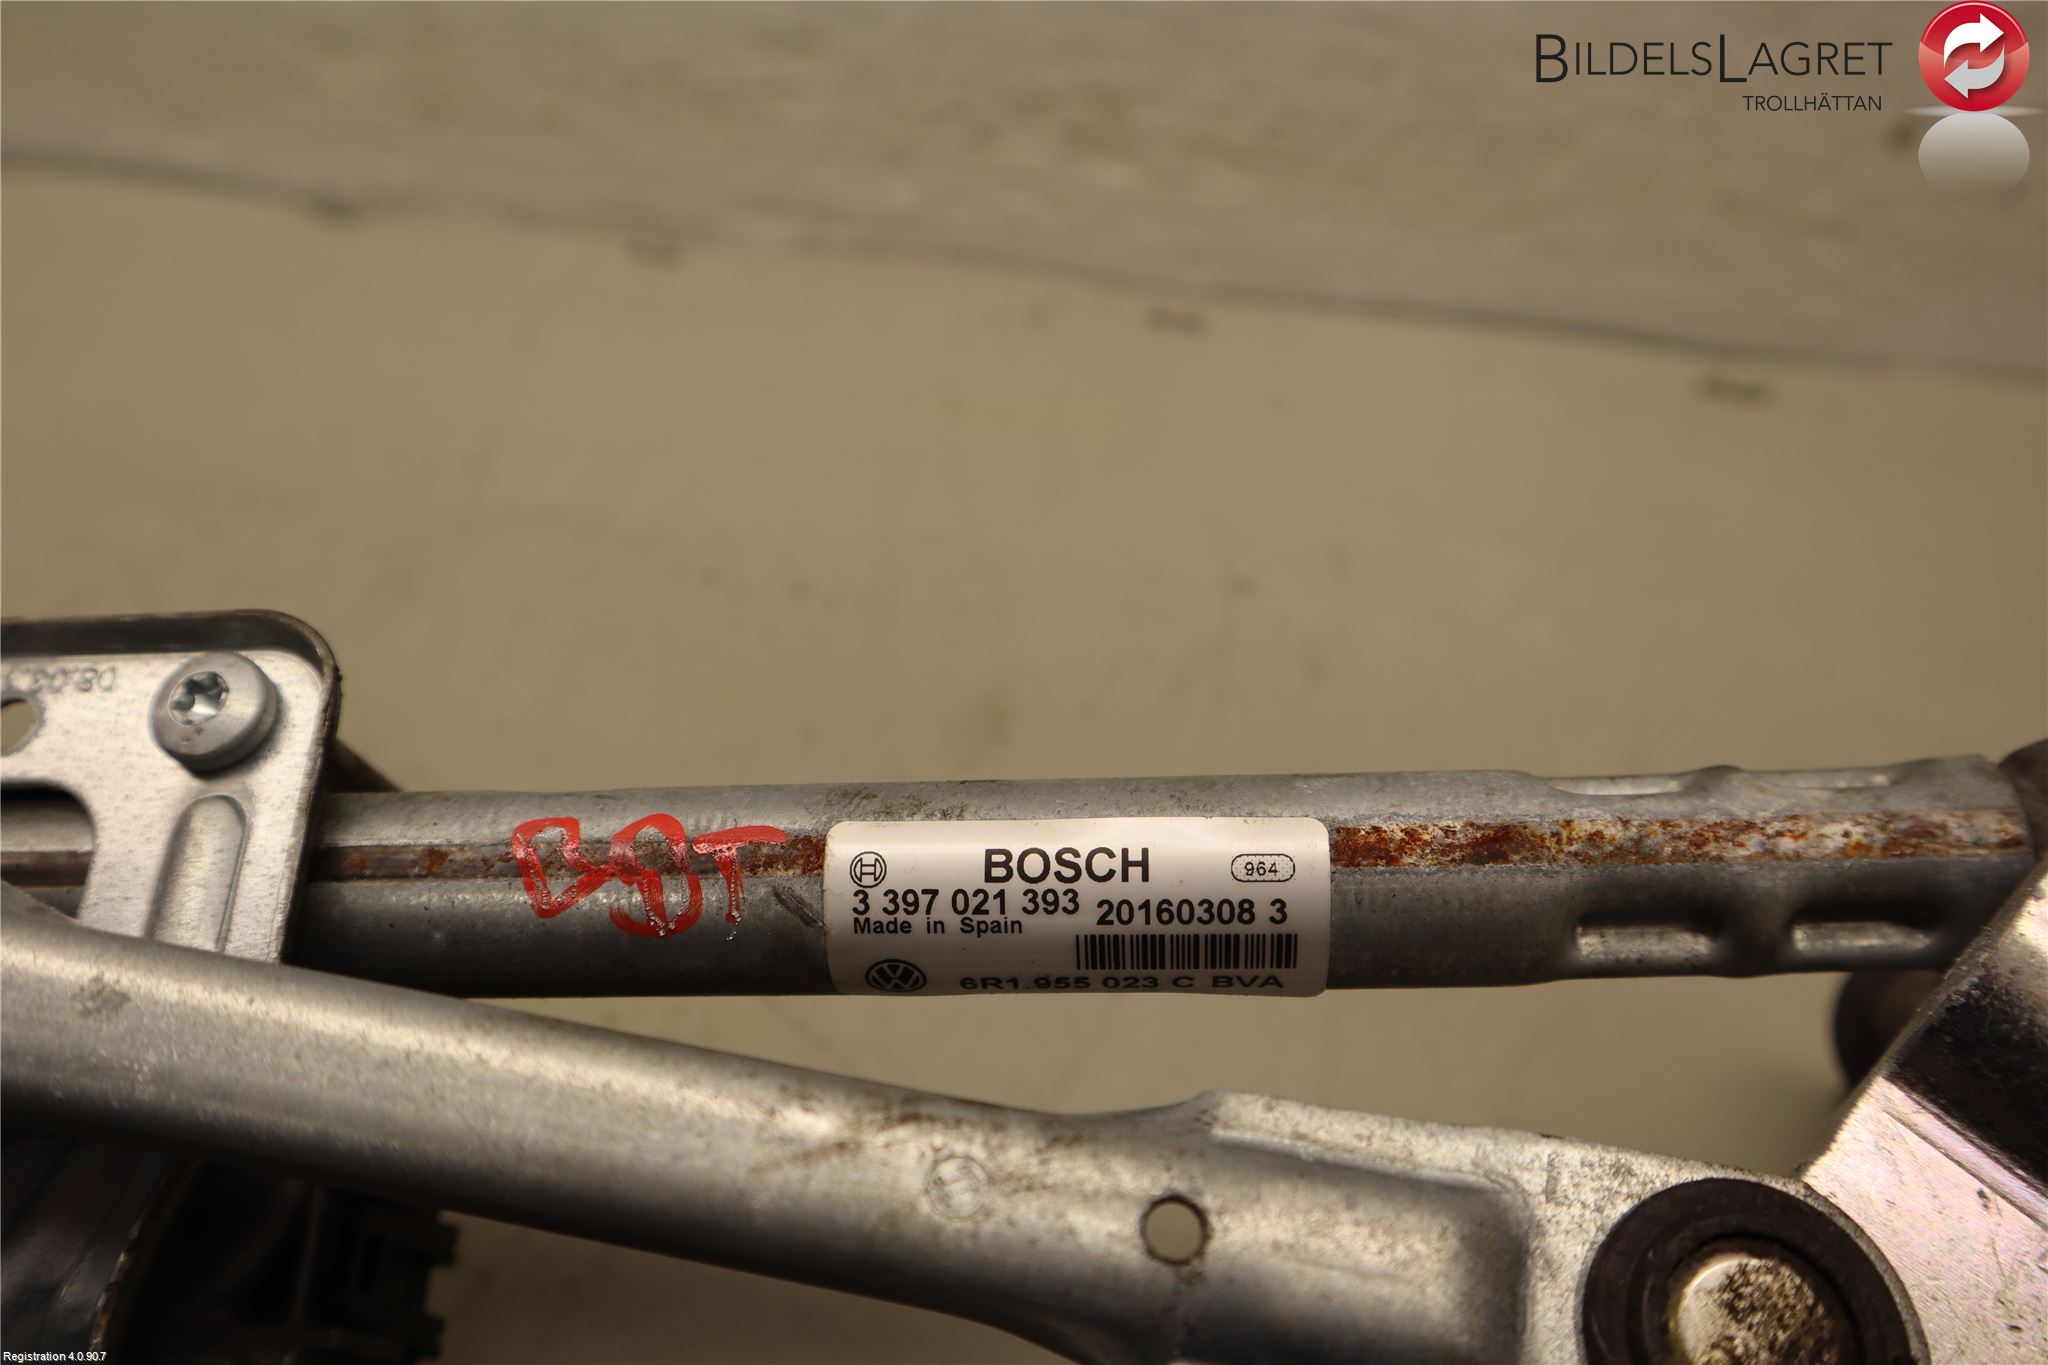 BILDELSLAGRET
TROLLHÄTTAN
BOSCH
964
3 397 021 393
20160308 3
Made in Spain
6R1 955 023 C BVA
Registration 4.0.90.7